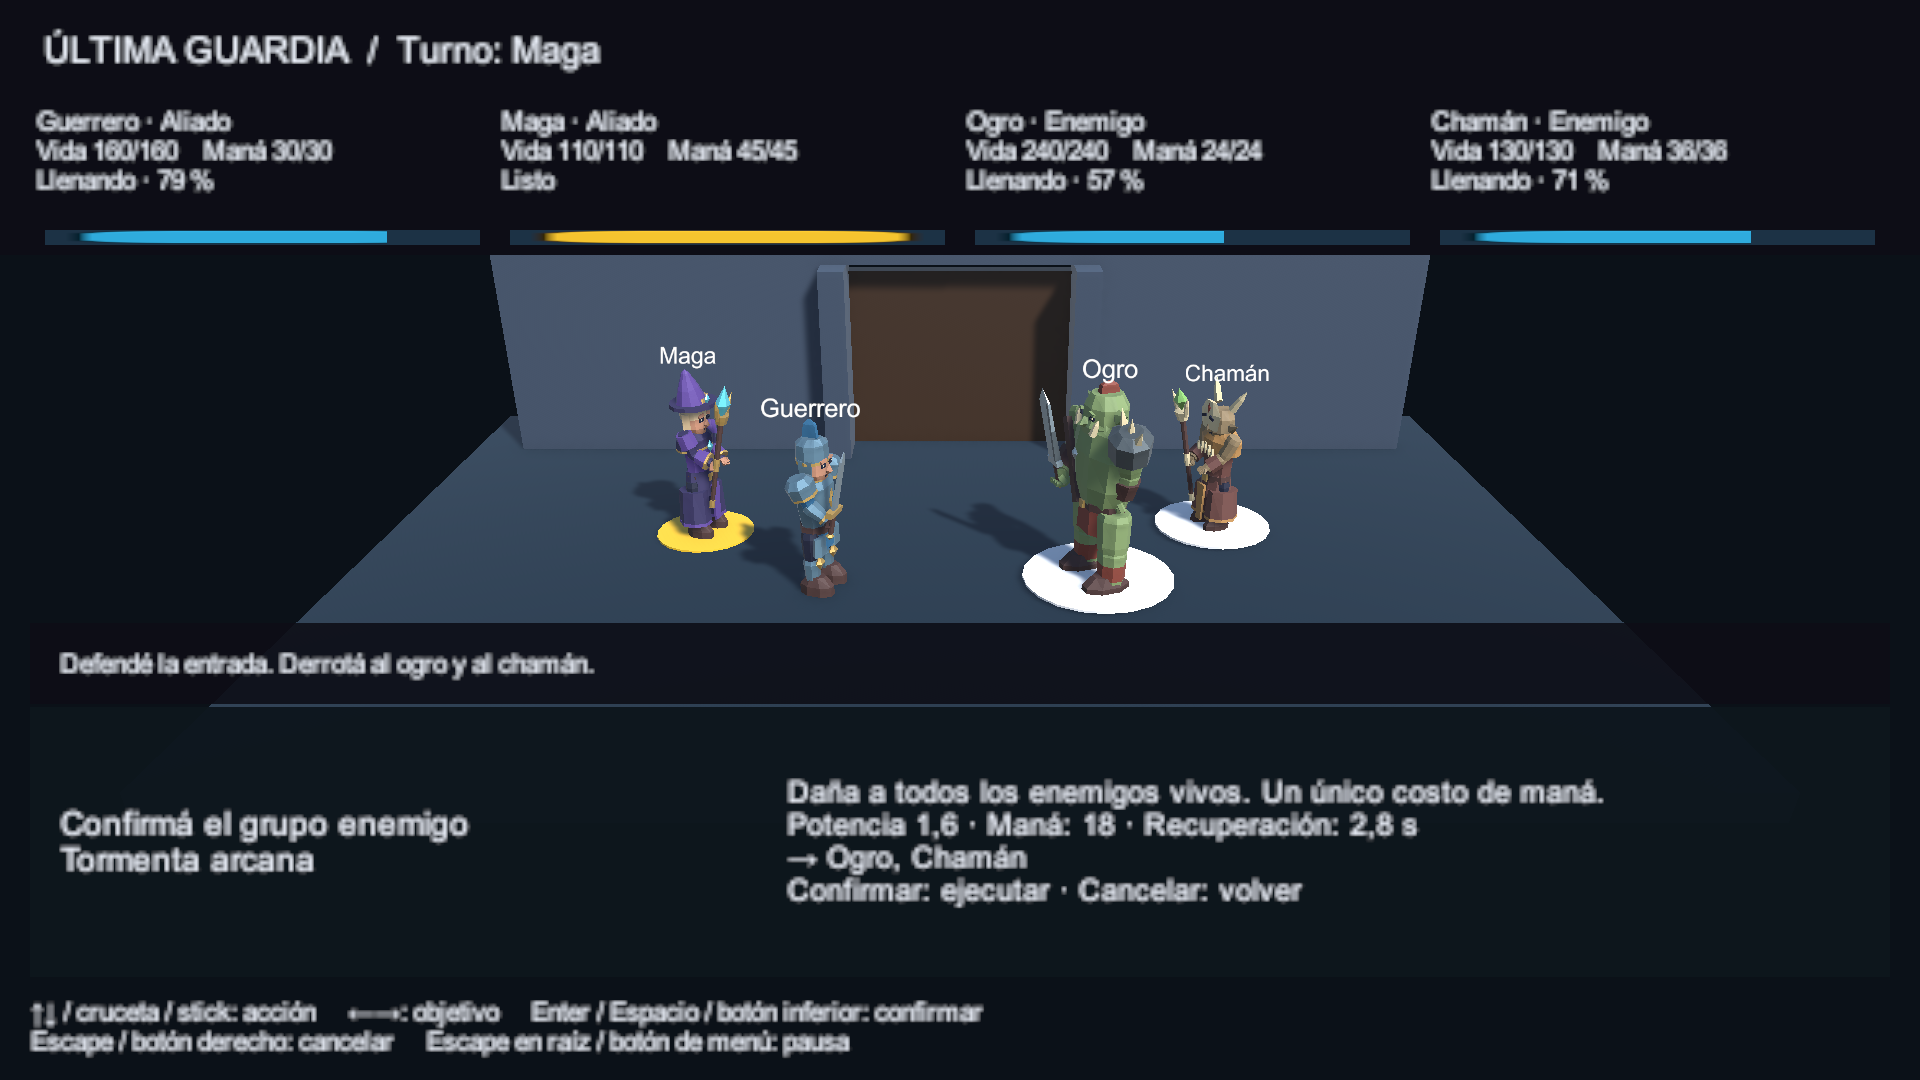 ÚLTIMA GUARDIA / Turno: Maga
Guerrero · Aliado
Vida 160/160 Maná 30/30
Llenando · 79 %
Maga · Aliado
Vida 110/110 Maná 45/45
Listo
Ogro · Enemigo
Vida 240/240 Maná 24/24
Llenando · 57 %
Chamán · Enemigo
Vida 130/130 Maná 36/36
Llenando · 71 %
Maga
Guerrero
Ogro
Chamán
Defendé la entrada. Derrotá al ogro y al chamán.
Confirmá el grupo enemigo
Tormenta arcana
Daña a todos los enemigos vivos. Un único costo de maná.
Potencia 1,6 · Maná: 18 · Recuperación: 2,8 s
→ Ogro, Chamán
Confirmar: ejecutar · Cancelar: volver
↑↓ / cruceta / stick: acción ←→: objetivo Enter / Espacio / botón inferior: confirmar
Escape / botón derecho: cancelar Escape en raíz / botón de menú: pausa